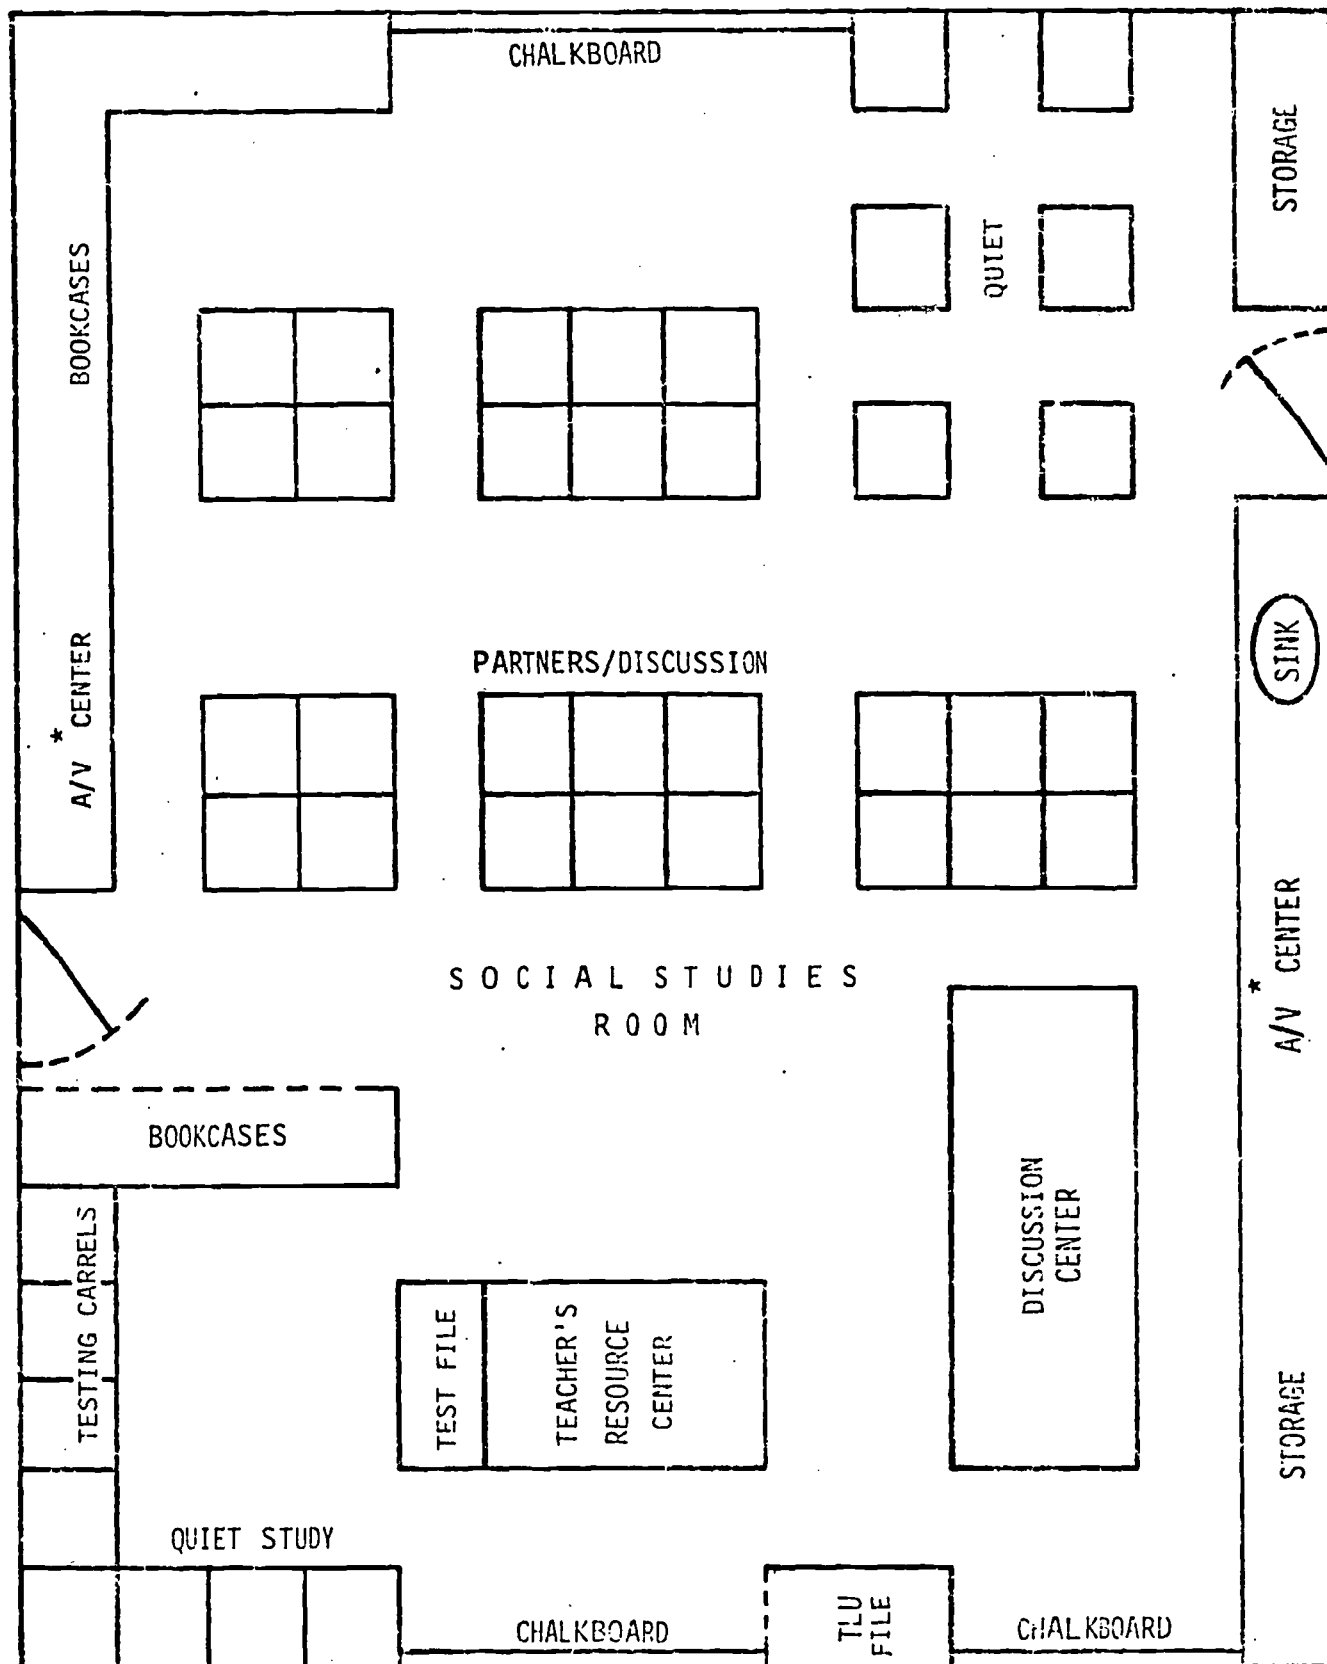 CHALKBOARD
STORAGE
QUIET
BOOKCASES
SINK
PARTNERS/DISCUSSION
A/V * CENTER
A/V * CENTER
SOCIAL STUDIES
ROOM
BOOKCASES
DISCUSSION
CENTER
TESTING CARRELS
TEST FILE
TEACHER'S
RESOURCE
CENTER
STORAGE
QUIET STUDY
CHALKBOARD
TLU
FILE
CHALKBOARD